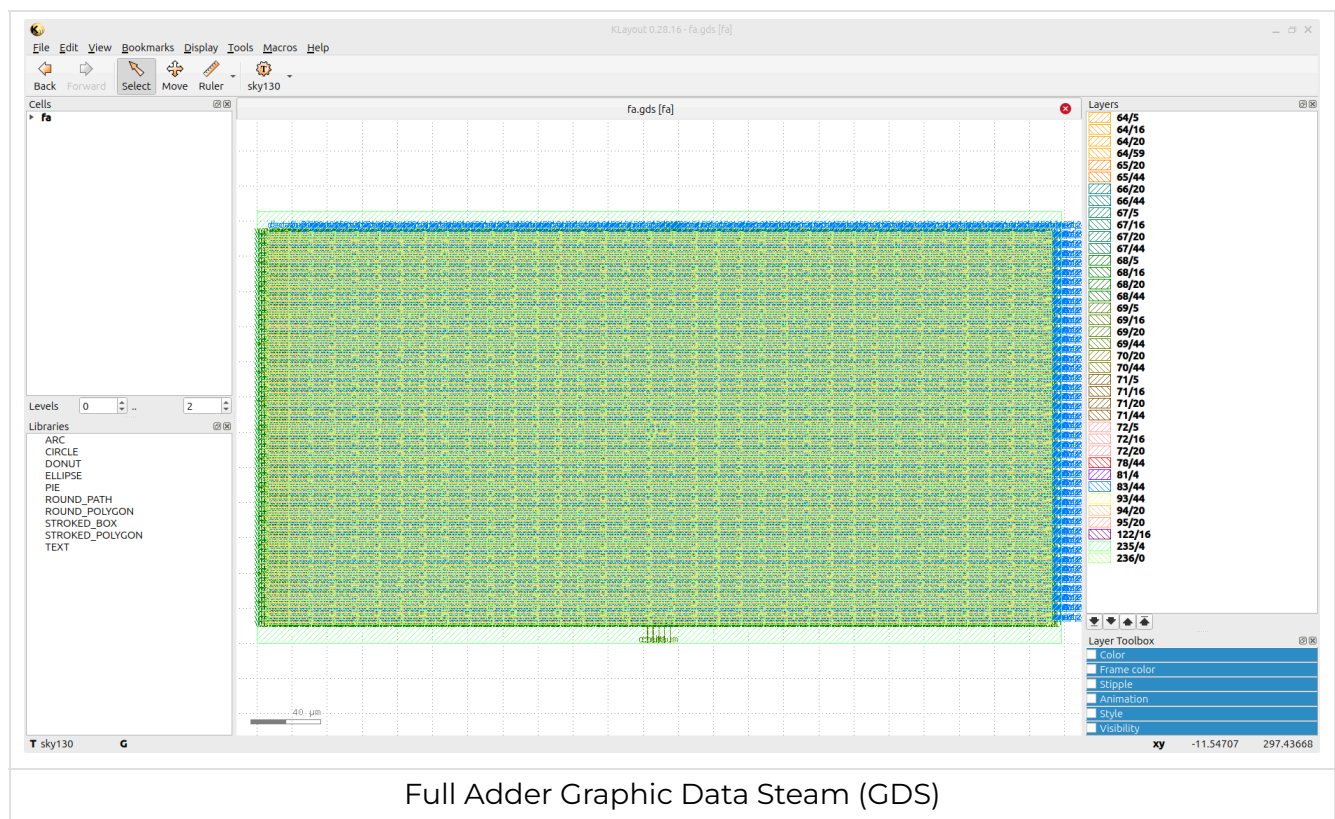 KLayout 0.28.16 - fa.gds [fa]
File Edit View Bookmarks Display Tools Macros Help
Back Forward Select Move Ruler sky130
Cells
fa
fa.gds [fa]
Layers
64/5
64/16
64/20
64/59
65/20
65/44
66/20
66/44
67/5
67/16
67/20
67/44
68/5
68/16
68/20
68/44
69/5
69/16
69/20
69/44
70/20
70/44
71/5
71/16
71/20
71/44
72/5
72/16
72/20
78/44
81/4
83/44
93/44
94/20
95/20
122/16
235/4
236/0
Levels 0 .. 2
Libraries
ARC
CIRCLE
DONUT
ELLIPSE
PIE
ROUND_PATH
ROUND_POLYGON
STROKED_BOX
STROKED_POLYGON
TEXT
40 µm
Layer Toolbox
Color
Frame color
Stipple
Animation
Style
Visibility
T sky130 G
xy -11.54707 297.43668
Full Adder Graphic Data Steam (GDS)